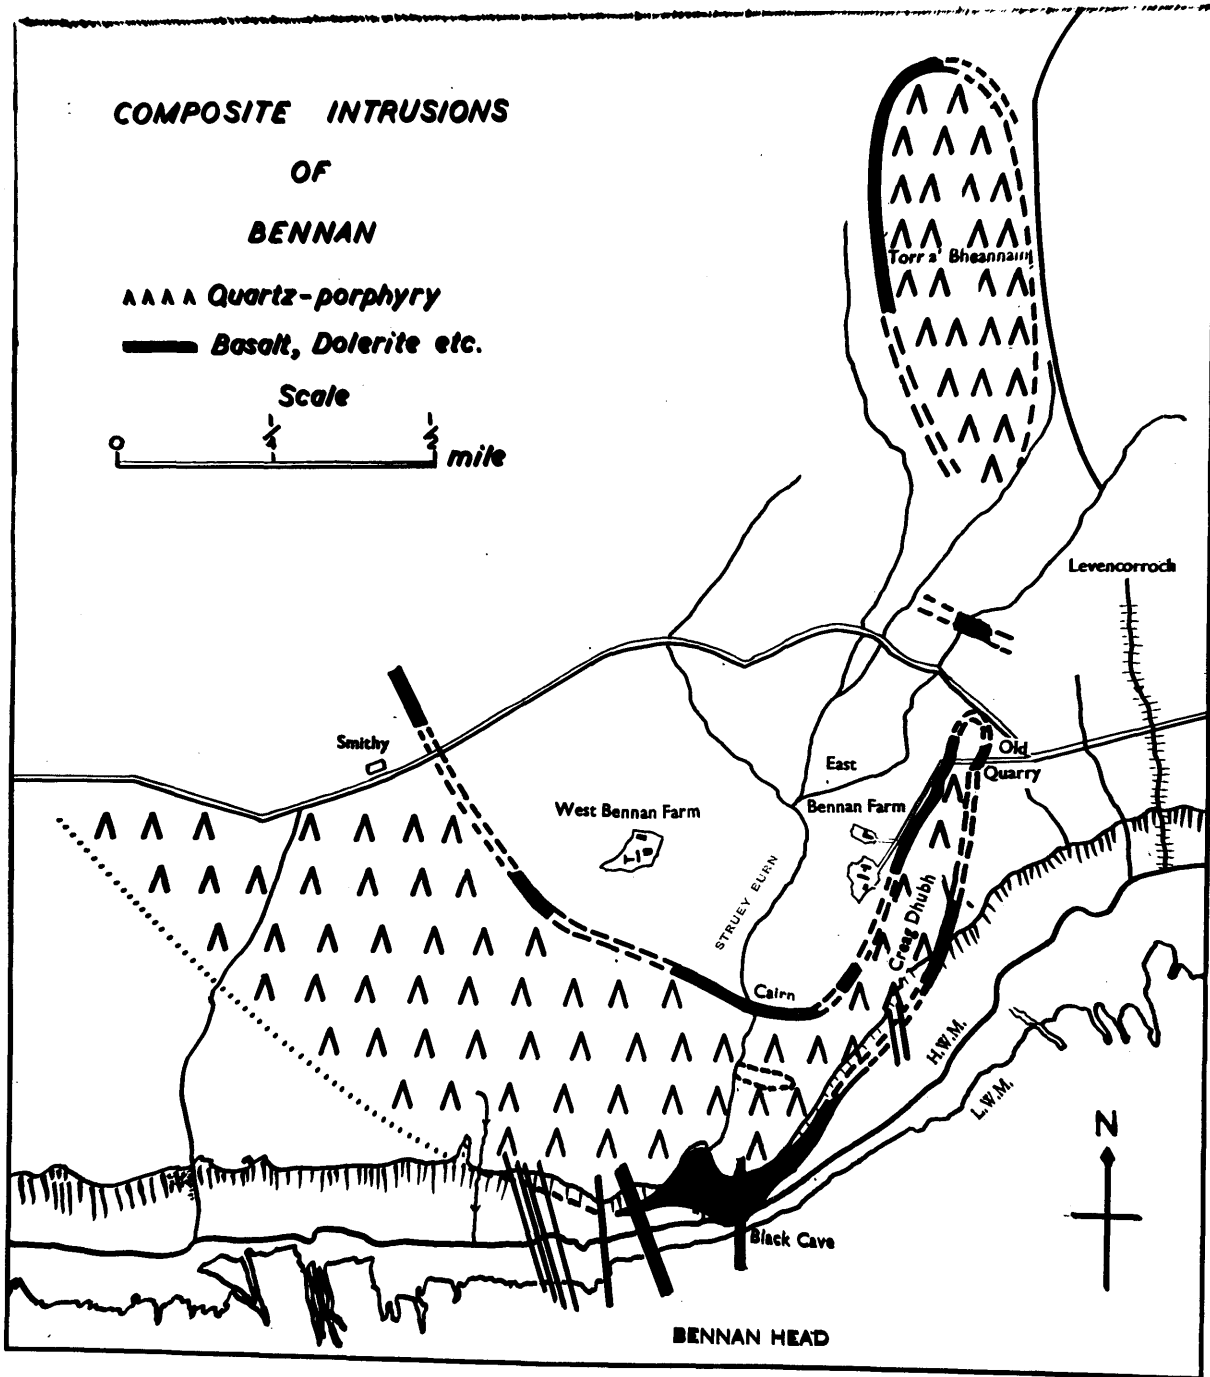 COMPOSITE INTRUSIONS
OF
BENNAN
Quartz-porphyry
Basalt, Dolerite etc.
Scale
0 1/4 1/2 mile
Torr a' Bheannain
Levencorroch
Smithy
West Bennan Farm
East
Bennan Farm
Old
Quarry
STRUEY BURN
Creag Dhubh
Cairn
H.W.M.
L.W.M.
N
Black Cave
BENNAN HEAD